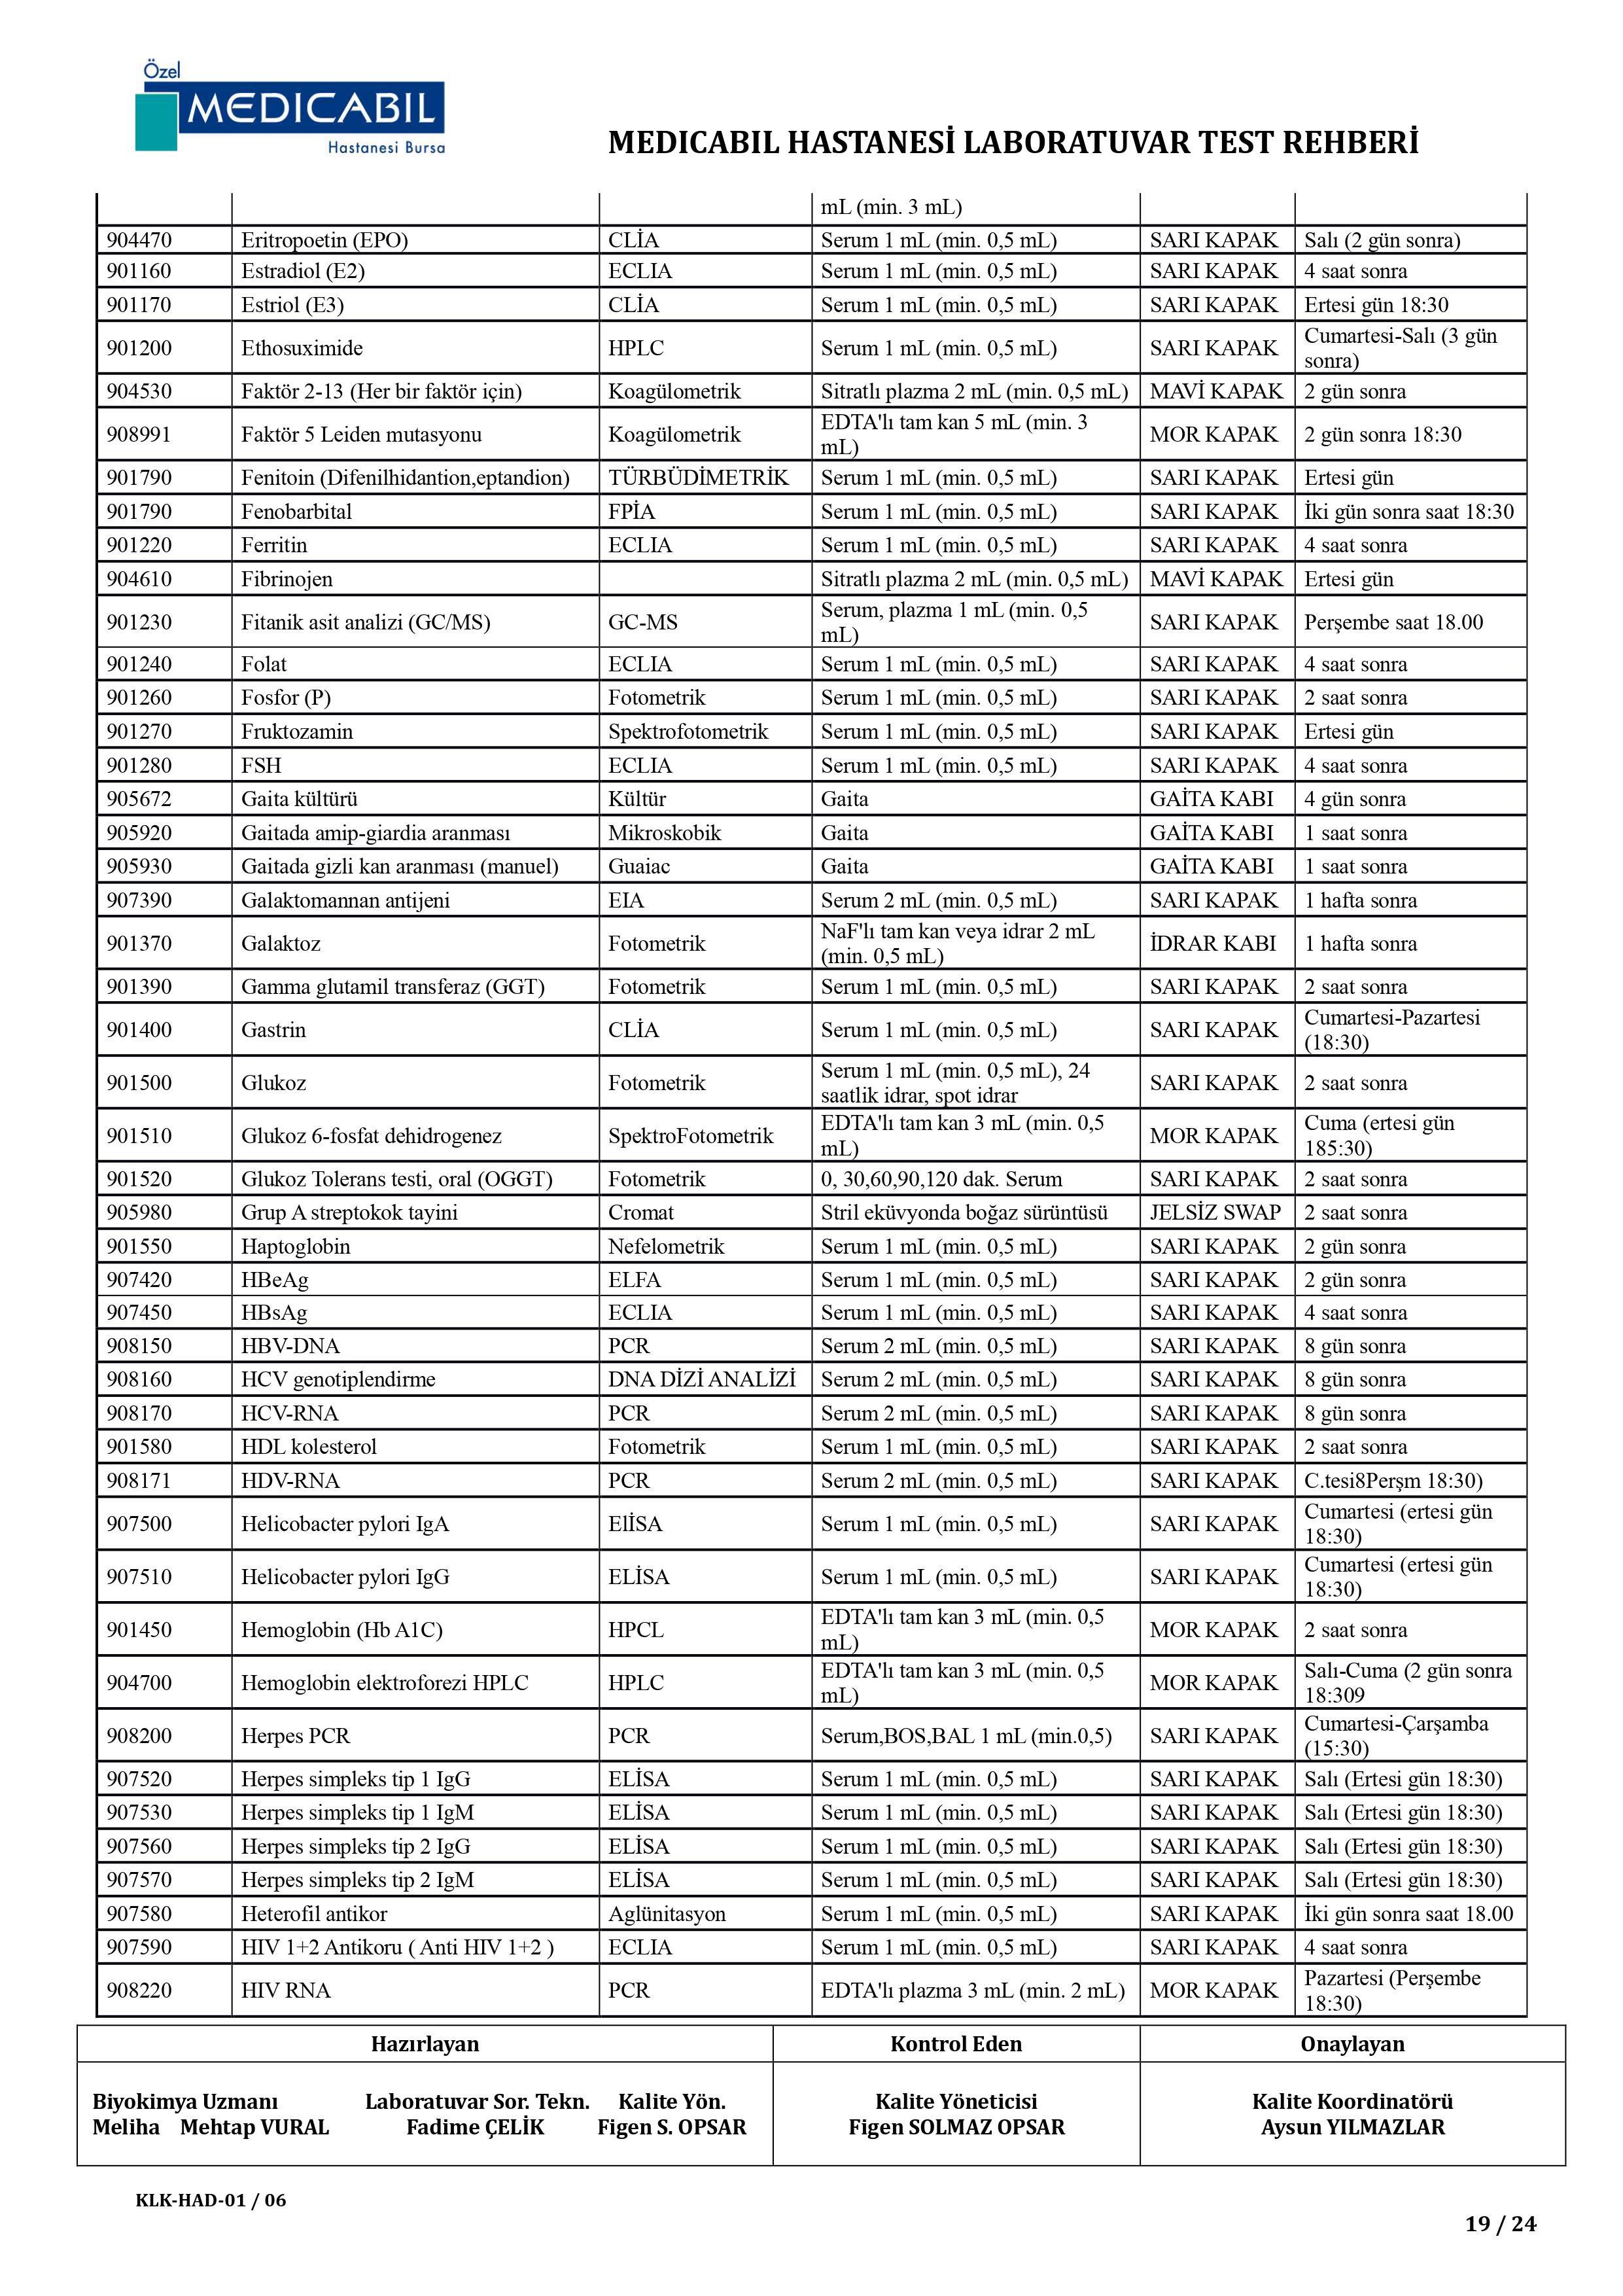 Özel
MEDICABIL
Hastanesi Bursa
MEDICABIL HASTANESİ LABORATUVAR TEST REHBERİ
mL (min. 3 mL)
904470 Eritropoetin (EPO) CLİA Serum 1 mL (min. 0,5 mL) SARI KAPAK Salı (2 gün sonra)
901160 Estradiol (E2) ECLIA Serum 1 mL (min. 0,5 mL) SARI KAPAK 4 saat sonra
901170 Estriol (E3) CLİA Serum 1 mL (min. 0,5 mL) SARI KAPAK Ertesi gün 18:30
901200 Ethosuximide HPLC Serum 1 mL (min. 0,5 mL) SARI KAPAK Cumartesi-Salı (3 gün
sonra)
904530 Faktör 2-13 (Her bir faktör için) Koagülometrik Sitratlı plazma 2 mL (min. 0,5 mL) MAVİ KAPAK 2 gün sonra
908991 Faktör 5 Leiden mutasyonu Koagülometrik EDTA'lı tam kan 5 mL (min. 3
mL) MOR KAPAK 2 gün sonra 18:30
901790 Fenitoin (Difenilhidantion,eptandion) TÜRBÜDİMETRİK Serum 1 mL (min. 0,5 mL) SARI KAPAK Ertesi gün
901790 Fenobarbital FPİA Serum 1 mL (min. 0,5 mL) SARI KAPAK İki gün sonra saat 18:30
901220 Ferritin ECLIA Serum 1 mL (min. 0,5 mL) SARI KAPAK 4 saat sonra
904610 Fibrinojen Sitratlı plazma 2 mL (min. 0,5 mL) MAVİ KAPAK Ertesi gün
901230 Fitanik asit analizi (GC/MS) GC-MS Serum, plazma 1 mL (min. 0,5
mL) SARI KAPAK Perşembe saat 18.00
901240 Folat ECLIA Serum 1 mL (min. 0,5 mL) SARI KAPAK 4 saat sonra
901260 Fosfor (P) Fotometrik Serum 1 mL (min. 0,5 mL) SARI KAPAK 2 saat sonra
901270 Fruktozamin Spektrofotometrik Serum 1 mL (min. 0,5 mL) SARI KAPAK Ertesi gün
901280 FSH ECLIA Serum 1 mL (min. 0,5 mL) SARI KAPAK 4 saat sonra
905672 Gaita kültürü Kültür Gaita GAİTA KABI 4 gün sonra
905920 Gaitada amip-giardia aranması Mikroskobik Gaita GAİTA KABI 1 saat sonra
905930 Gaitada gizli kan aranması (manuel) Guaiac Gaita GAİTA KABI 1 saat sonra
907390 Galaktomannan antijeni EIA Serum 2 mL (min. 0,5 mL) SARI KAPAK 1 hafta sonra
901370 Galaktoz Fotometrik NaF'lı tam kan veya idrar 2 mL
(min. 0,5 mL) İDRAR KABI 1 hafta sonra
901390 Gamma glutamil transferaz (GGT) Fotometrik Serum 1 mL (min. 0,5 mL) SARI KAPAK 2 saat sonra
901400 Gastrin CLİA Serum 1 mL (min. 0,5 mL) SARI KAPAK Cumartesi-Pazartesi
(18:30)
901500 Glukoz Fotometrik Serum 1 mL (min. 0,5 mL), 24
saatlik idrar, spot idrar SARI KAPAK 2 saat sonra
901510 Glukoz 6-fosfat dehidrogenez SpektroFotometrik EDTA'lı tam kan 3 mL (min. 0,5
mL) MOR KAPAK Cuma (ertesi gün
185:30)
901520 Glukoz Tolerans testi, oral (OGGT) Fotometrik 0, 30,60,90,120 dak. Serum SARI KAPAK 2 saat sonra
905980 Grup A streptokok tayini Cromat Stril eküvyonda boğaz sürüntüsü JELSİZ SWAP 2 saat sonra
901550 Haptoglobin Nefelometrik Serum 1 mL (min. 0,5 mL) SARI KAPAK 2 gün sonra
907420 HBeAg ELFA Serum 1 mL (min. 0,5 mL) SARI KAPAK 2 gün sonra
907450 HBsAg ECLIA Serum 1 mL (min. 0,5 mL) SARI KAPAK 4 saat sonra
908150 HBV-DNA PCR Serum 2 mL (min. 0,5 mL) SARI KAPAK 8 gün sonra
908160 HCV genotiplendirme DNA DİZİ ANALİZİ Serum 2 mL (min. 0,5 mL) SARI KAPAK 8 gün sonra
908170 HCV-RNA PCR Serum 2 mL (min. 0,5 mL) SARI KAPAK 8 gün sonra
901580 HDL kolesterol Fotometrik Serum 1 mL (min. 0,5 mL) SARI KAPAK 2 saat sonra
908171 HDV-RNA PCR Serum 2 mL (min. 0,5 mL) SARI KAPAK C.tesi8Perşm 18:30)
907500 Helicobacter pylori IgA ElİSA Serum 1 mL (min. 0,5 mL) SARI KAPAK Cumartesi (ertesi gün
18:30)
907510 Helicobacter pylori IgG ELİSA Serum 1 mL (min. 0,5 mL) SARI KAPAK Cumartesi (ertesi gün
18:30)
901450 Hemoglobin (Hb A1C) HPCL EDTA'lı tam kan 3 mL (min. 0,5
mL) MOR KAPAK 2 saat sonra
904700 Hemoglobin elektroforezi HPLC HPLC EDTA'lı tam kan 3 mL (min. 0,5
mL) MOR KAPAK Salı-Cuma (2 gün sonra
18:309
908200 Herpes PCR PCR Serum,BOS,BAL 1 mL (min.0,5) SARI KAPAK Cumartesi-Çarşamba
(15:30)
907520 Herpes simpleks tip 1 IgG ELİSA Serum 1 mL (min. 0,5 mL) SARI KAPAK Salı (Ertesi gün 18:30)
907530 Herpes simpleks tip 1 IgM ELİSA Serum 1 mL (min. 0,5 mL) SARI KAPAK Salı (Ertesi gün 18:30)
907560 Herpes simpleks tip 2 IgG ELİSA Serum 1 mL (min. 0,5 mL) SARI KAPAK Salı (Ertesi gün 18:30)
907570 Herpes simpleks tip 2 IgM ELİSA Serum 1 mL (min. 0,5 mL) SARI KAPAK Salı (Ertesi gün 18:30)
907580 Heterofil antikor Aglünitasyon Serum 1 mL (min. 0,5 mL) SARI KAPAK İki gün sonra saat 18.00
907590 HIV 1+2 Antikoru ( Anti HIV 1+2 ) ECLIA Serum 1 mL (min. 0,5 mL) SARI KAPAK 4 saat sonra
908220 HIV RNA PCR EDTA'lı plazma 3 mL (min. 2 mL) MOR KAPAK Pazartesi (Perşembe
18:30)
Hazırlayan Kontrol Eden Onaylayan
Biyokimya Uzmanı Laboratuvar Sor. Tekn. Kalite Yön. Kalite Yöneticisi Kalite Koordinatörü
Meliha Mehtap VURAL Fadime ÇELİK Figen S. OPSAR Figen SOLMAZ OPSAR Aysun YILMAZLAR
KLK-HAD-01 / 06
19 / 24